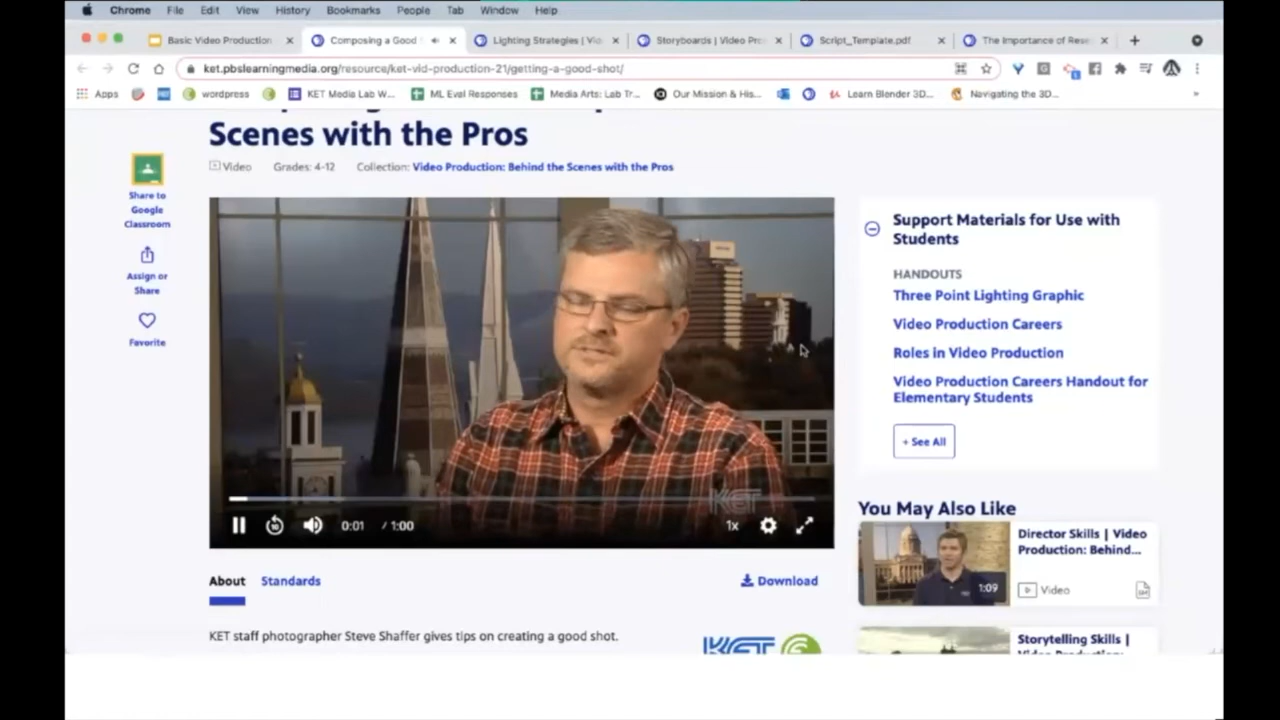 Chrome File Edit View History Bookmarks People Tab Window Help
Basic Video Production
Composing a Good
Lighting Strategies | Vi
Storyboards | Video Pro
Script_Template.pdf
The Importance of Rese
ket.pbslearningmedia.org/resource/ket-vid-production-21/getting-a-good-shot/
Apps
wordpress
KET Media Lab W...
ML Eval Responses
Media Arts: Lab Tr...
Our Mission & His...
Learn Blender 3D...
Navigating the 3D...
»
Scenes with the Pros
Video Grades: 4-12 Collection: Video Production: Behind the Scenes with the Pros
Share to
Google
Classroom
Assign or
Share
Favorite
KET
0:01 / 1:00
1x
About Standards
Download
KET staff photographer Steve Shaffer gives tips on creating a good shot.
KET
Support Materials for Use with
Students
HANDOUTS
Three Point Lighting Graphic
Video Production Careers
Roles in Video Production
Video Production Careers Handout for
Elementary Students
+ See All
You May Also Like
1:09
Director Skills | Video
Production: Behind...
Video
Storytelling Skills |